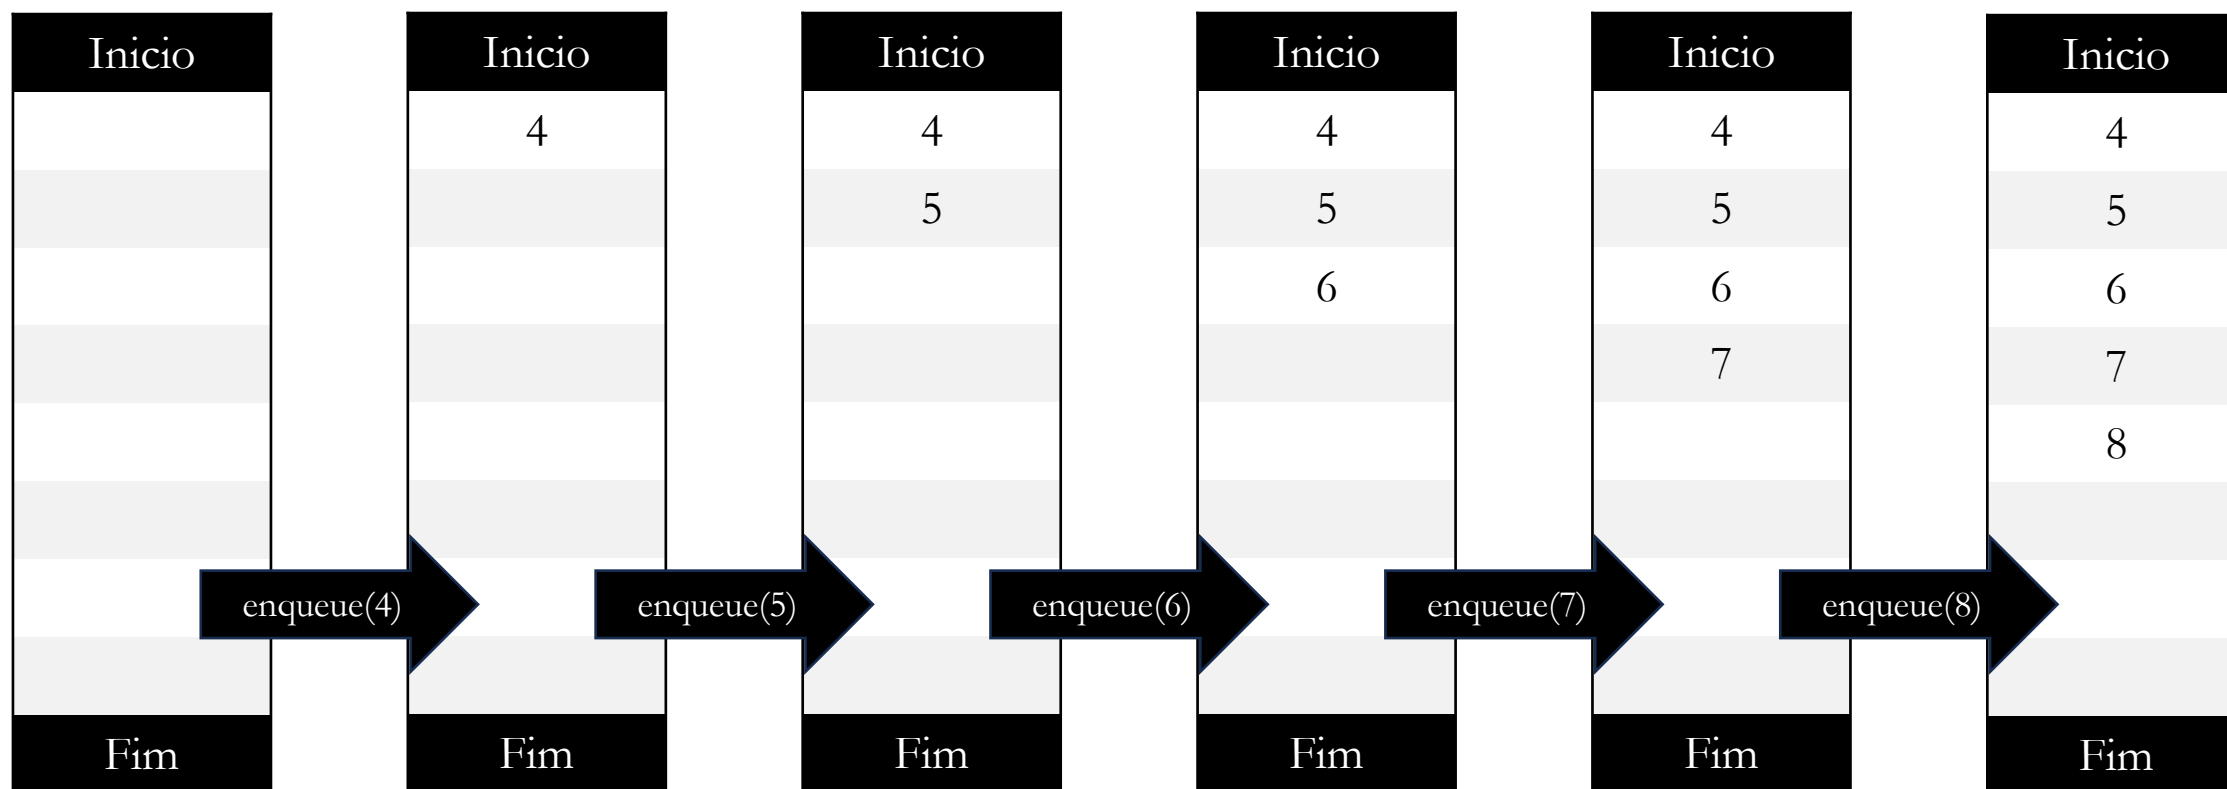 Inicio
Inicio
Inicio
Inicio
Inicio
Inicio
4
4
4
4
4
5
5
5
5
6
6
6
7
7
8
enqueue(4)
enqueue(5)
enqueue(6)
enqueue(7)
enqueue(8)
Fim
Fim
Fim
Fim
Fim
Fim